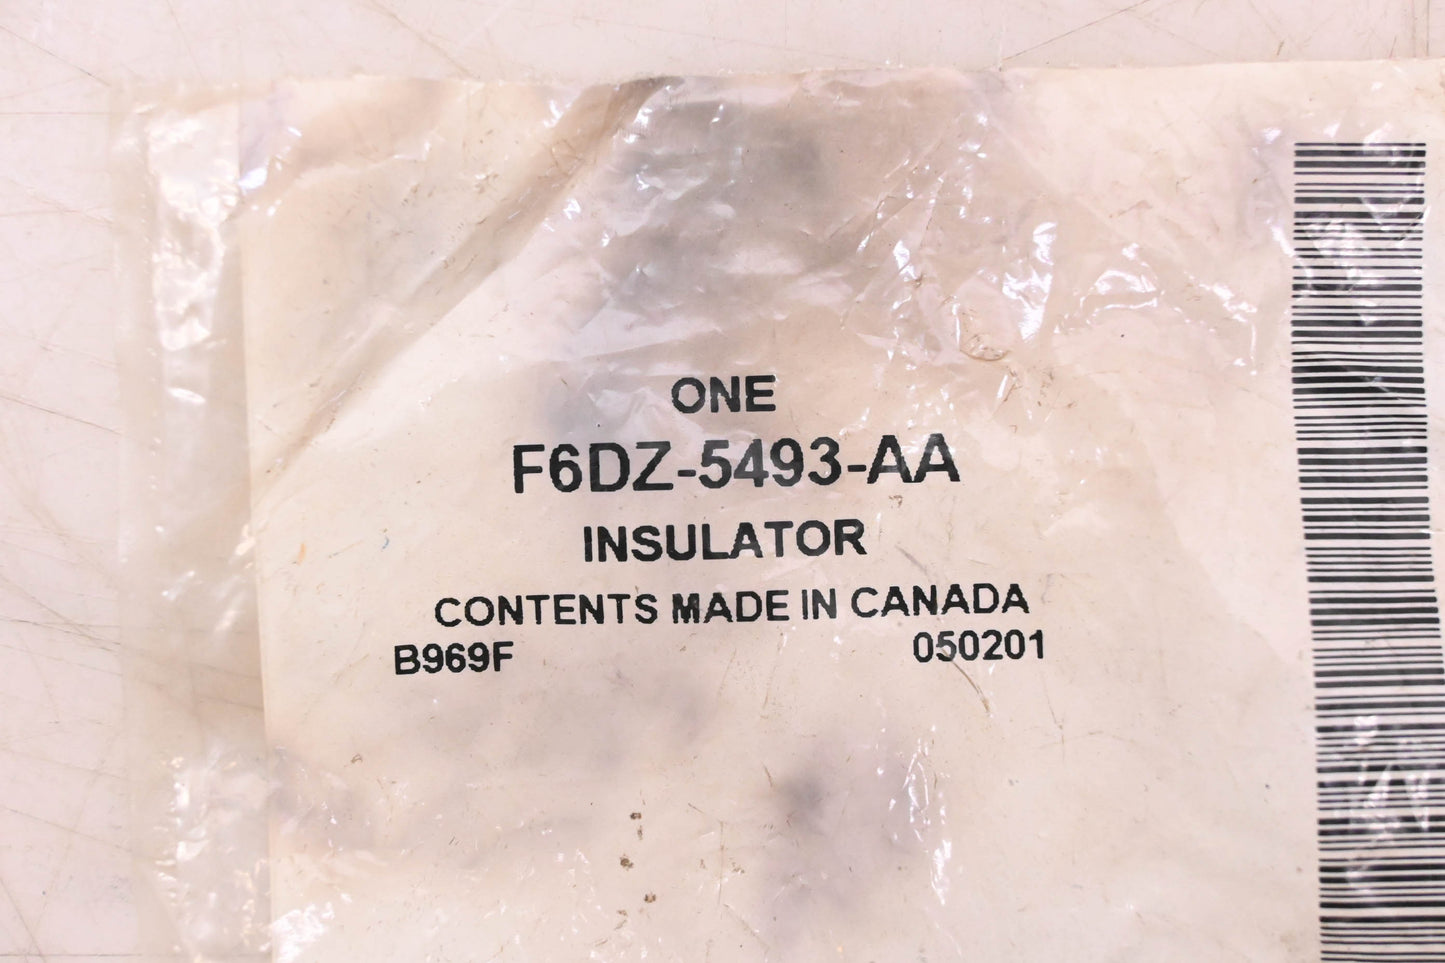 ONE
F6DZ-5493-AA
INSULATOR
CONTENTS MADE IN CANADA
B969F 050201